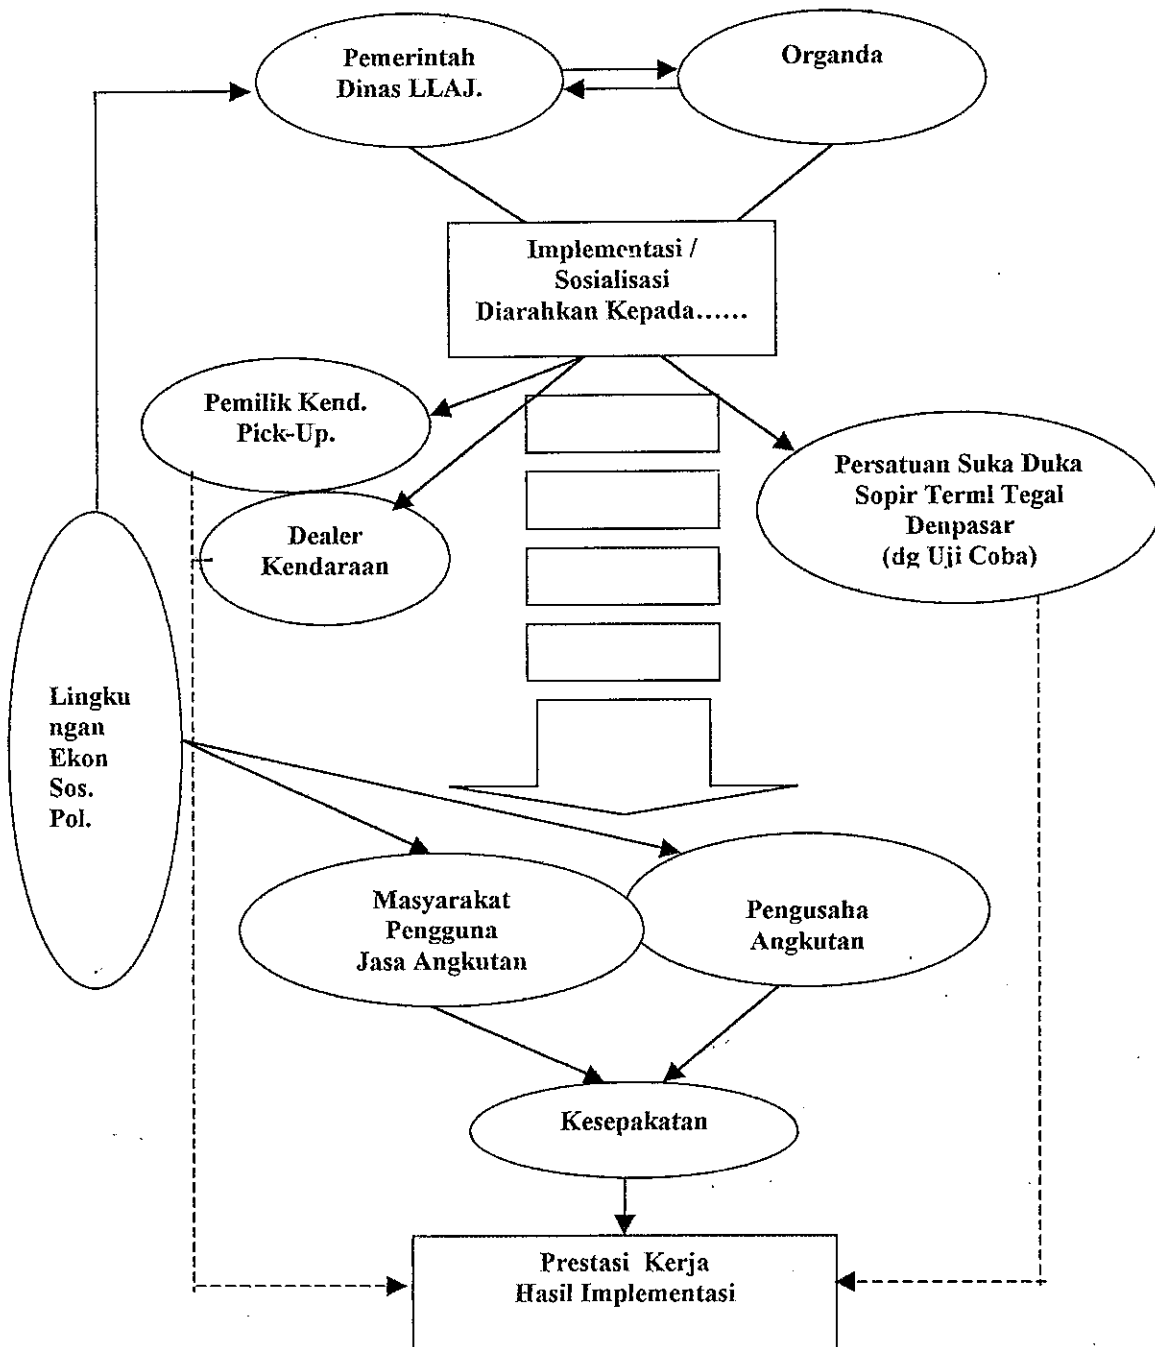 Pemerintah
Dinas LLAJ.
Organda
Implementasi /
Sosialisasi
Diarahkan Kepada......
Pemilik Kend.
Pick-Up.
Dealer
Kendaraan
Persatuan Suka Duka
Sopir Terml Tegal
Denpasar
(dg Uji Coba)
Lingku
ngan
Ekon
Sos.
Pol.
Masyarakat
Pengguna
Jasa Angkutan
Pengusaha
Angkutan
Kesepakatan
Prestasi Kerja
Hasil Implementasi